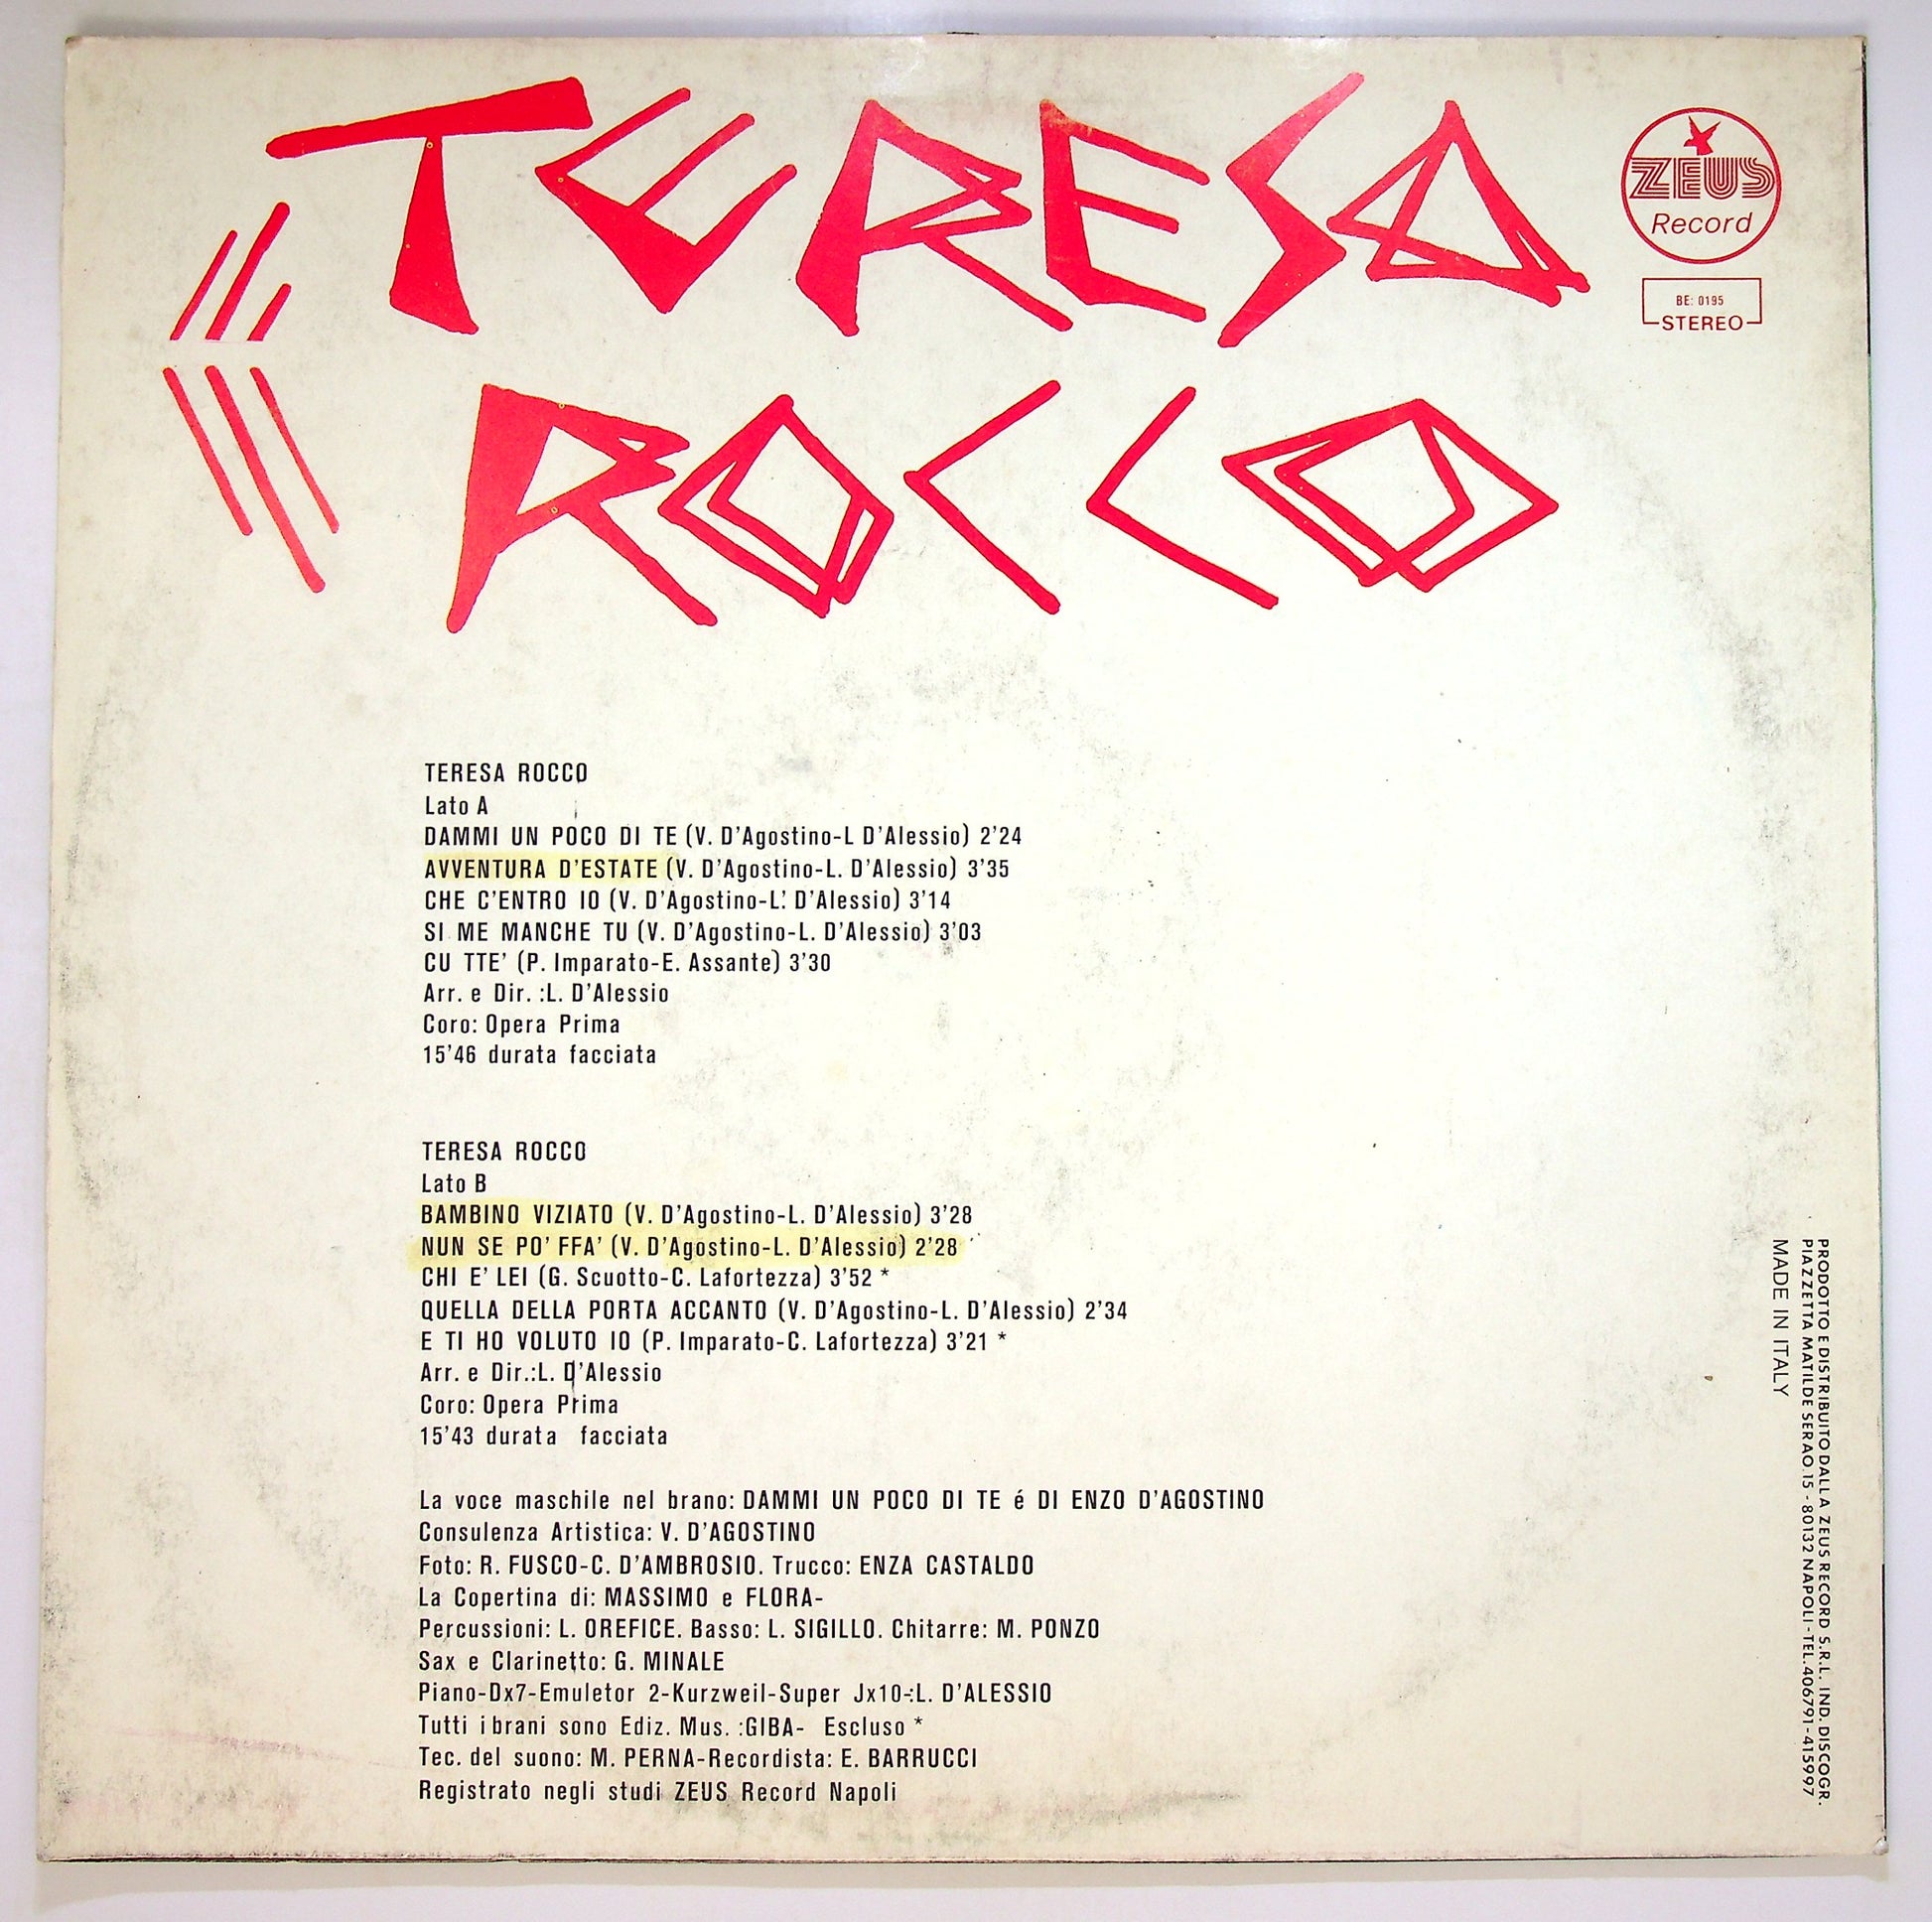 TERESA
ROCCO
ZEUS
Record
BE: 0195
STEREO
TERESA ROCCO
Lato A
DAMMI UN POCO DI TE (V. D'Agostino-L D'Alessio) 2'24
AVVENTURA D'ESTATE (V. D'Agostino-L. D'Alessio) 3'35
CHE C'ENTRO IO (V. D'Agostino-L. D'Alessio) 3'14
SI ME MANCHE TU (V. D'Agostino-L. D'Alessio) 3'03
CU TTE' (P. Imparato-E. Assante) 3'30
Arr. e Dir. :L. D'Alessio
Coro: Opera Prima
15'46 durata facciata
TERESA ROCCO
Lato B
BAMBINO VIZIATO (V. D'Agostino-L. D'Alessio) 3'28
NUN SE PO' FFA' (V. D'Agostino-L. D'Alessio) 2'28
CHI E' LEI (G. Scuotto-C. Lafortezza) 3'52 *
QUELLA DELLA PORTA ACCANTO (V. D'Agostino-L. D'Alessio) 2'34
E TI HO VOLUTO IO (P. Imparato-C. Lafortezza) 3'21 *
Arr. e Dir.:L. D'Alessio
Coro: Opera Prima
15'43 durata facciata
La voce maschile nel brano: DAMMI UN POCO DI TE é DI ENZO D'AGOSTINO
Consulenza Artistica: V. D'AGOSTINO
Foto: R. FUSCO-C. D'AMBROSIO. Trucco: ENZA CASTALDO
La Copertina di: MASSIMO e FLORA-
Percussioni: L. OREFICE. Basso: L. SIGILLO. Chitarre: M. PONZO
Sax e Clarinetto: G. MINALE
Piano-Dx7-Emuletor 2-Kurzweil-Super Jx10-:L. D'ALESSIO
Tutti i brani sono Ediz. Mus. :GIBA- Escluso *
Tec. del suono: M. PERNA-Recordista: E. BARRUCCI
Registrato negli studi ZEUS Record Napoli
PRODOTTO E DISTRIBUITO DALLA ZEUS RECORD S.R.L. IND. DISCOGR.
PIAZZETTA MATILDE SERAO 15 - 80132 NAPOLI - TEL. 406791-415997
MADE IN ITALY